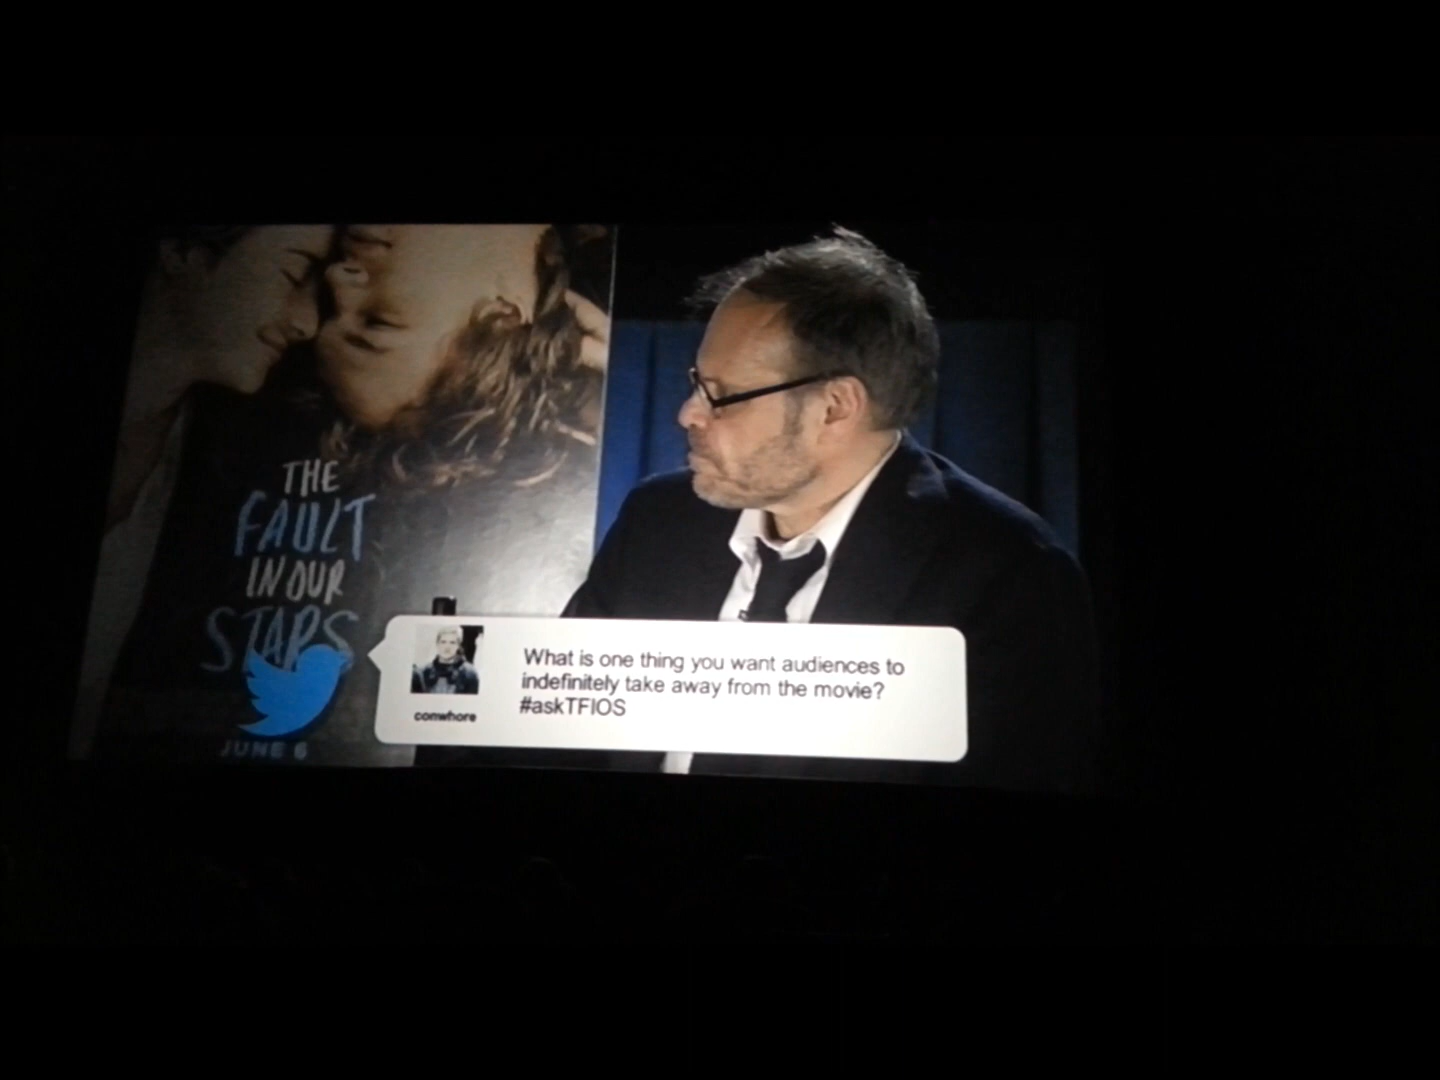 THE
FAULT
IN OUR
STARS
JUNE 6
What is one thing you want audiences to
indefinitely take away from the movie?
#askTFIOS
comwhore